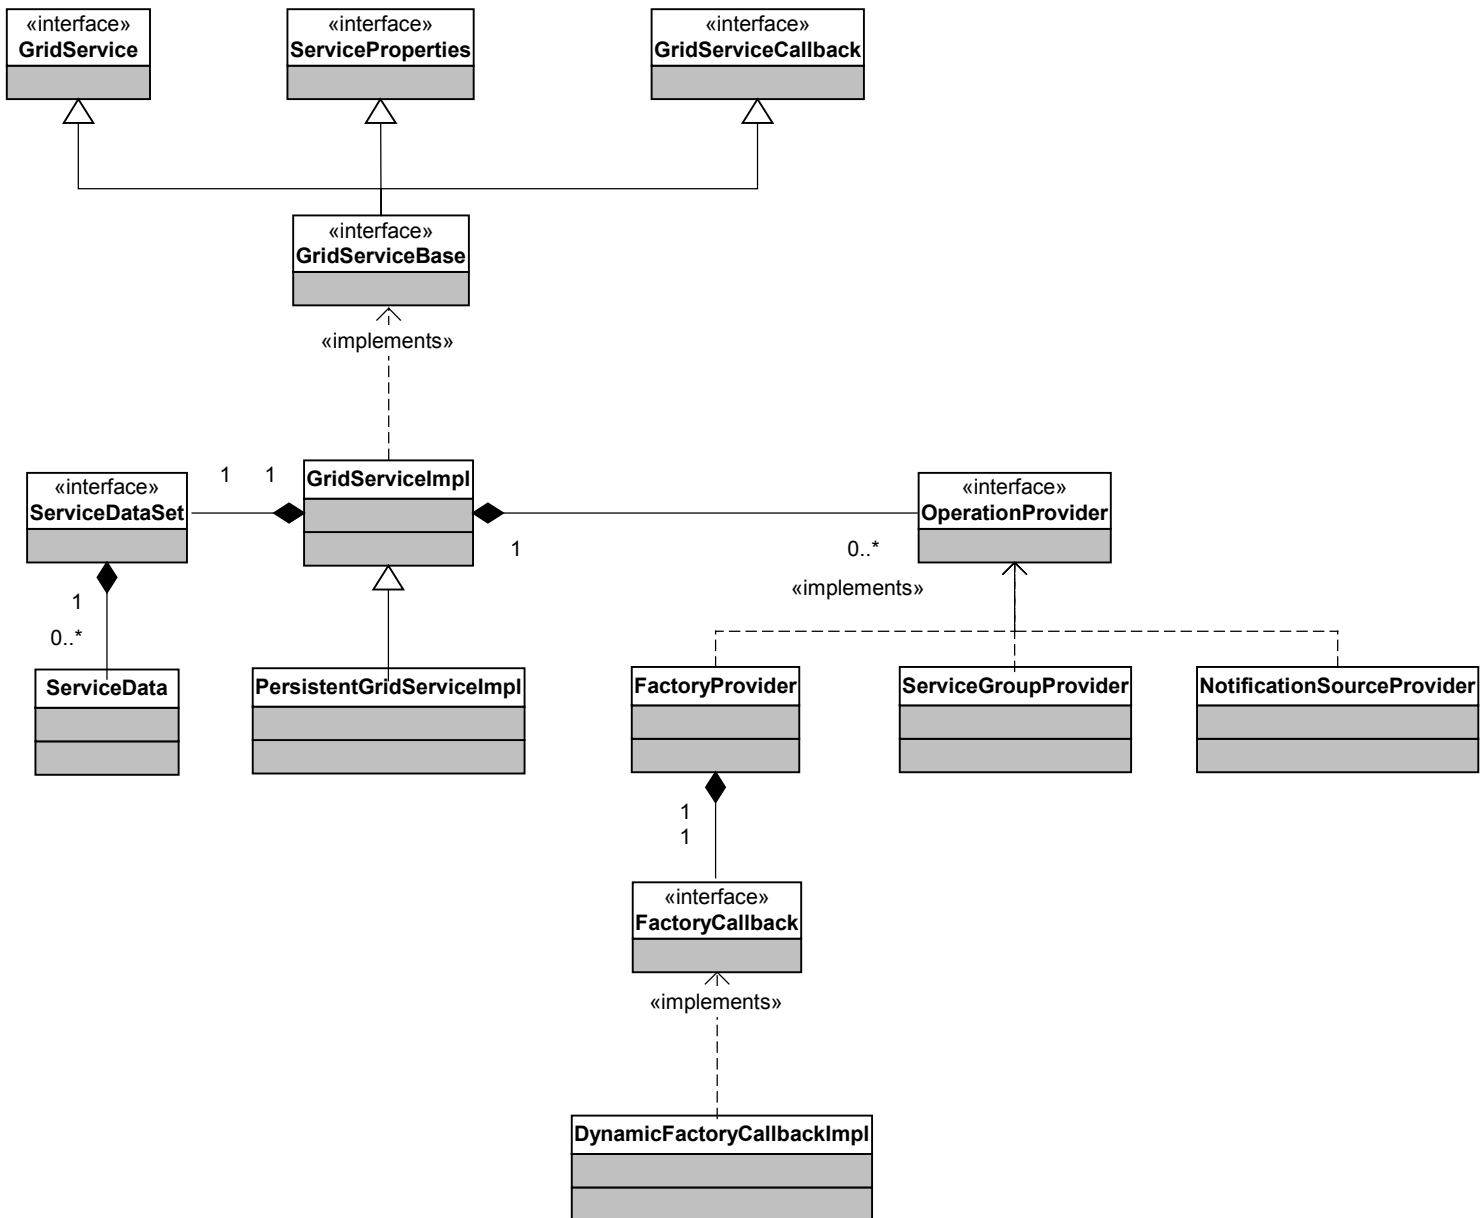 «interface»
GridService
«interface»
ServiceProperties
«interface»
GridServiceCallback
«interface»
GridServiceBase
«implements»
«interface»
ServiceDataSet
1
1
GridServiceImpl
1
0..*
«interface»
OperationProvider
«implements»
1
0..*
ServiceData
PersistentGridServiceImpl
FactoryProvider
ServiceGroupProvider
NotificationSourceProvider
1
1
«interface»
FactoryCallback
«implements»
DynamicFactoryCallbackImpl